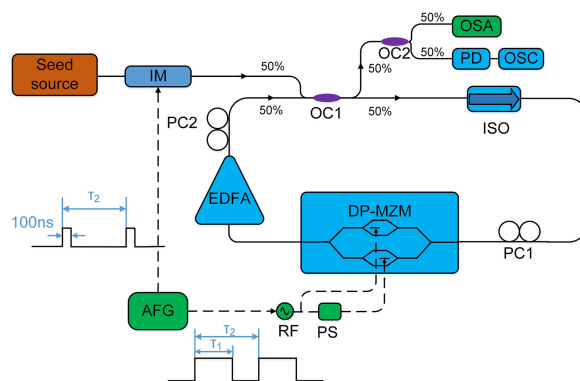 Seed
source
IM
50%
50%
OC1
50%
OC2
50%
50%
OSA
PD
OSC
50%
ISO
PC2
EDFA
DP-MZM
PC1
τ2
100ns
AFG
RF
PS
τ2
τ1